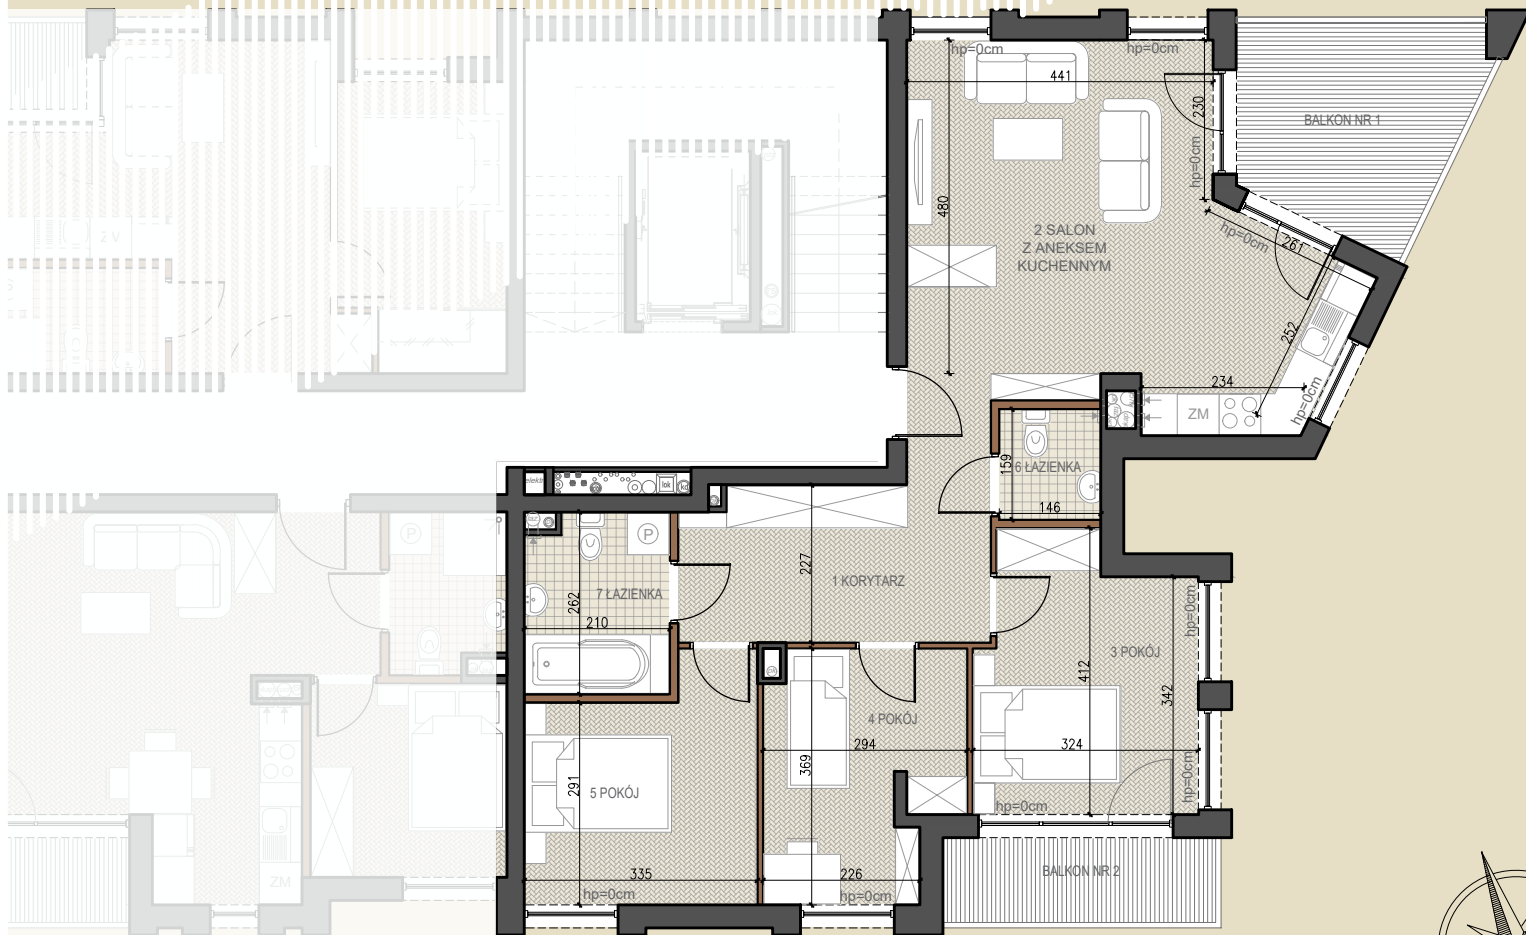 hp=0cm
hp=0cm
441
230
BALKON NR 1
hp=0cm
480
2 SALON
Z ANEKSEM
KUCHENNYM
hp=0cm
261
252
234
ZM
hp=0cm
159
6 ŁAZIENKA
146
elektr
lok
P
P
227
1 KORYTARZ
262
7 ŁAZIENKA
210
hp=0cm
3 POKÓJ
412
342
4 POKÓJ
294
324
369
291
5 POKÓJ
hp=0cm
hp=0cm
335
hp=0cm
226
hp=0cm
BALKON NR 2
ZM